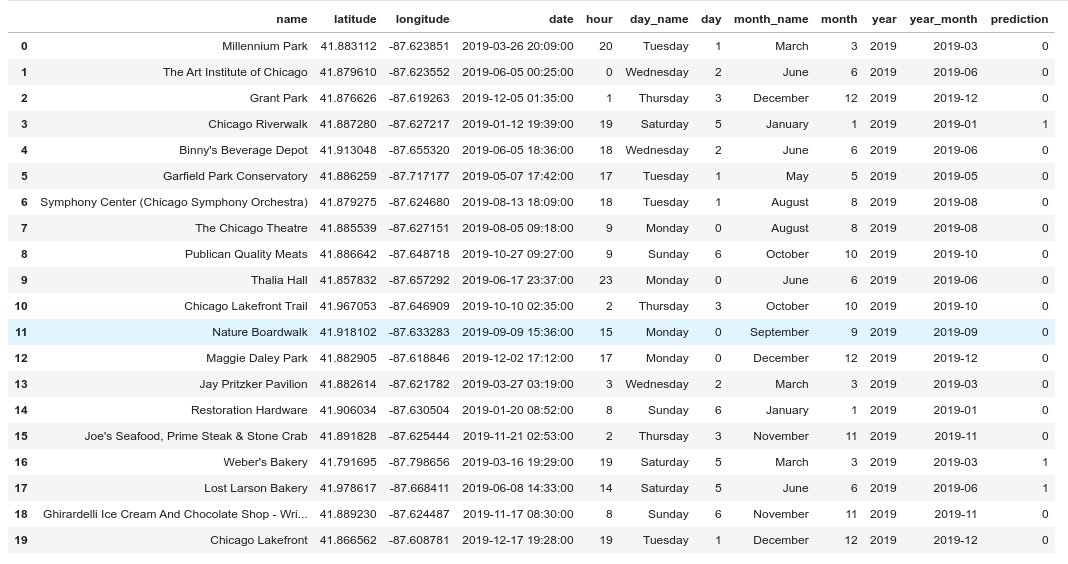 name latitude longitude date hour day_name day month_name month year year_month prediction
0 Millennium Park 41.883112 -87.623851 2019-03-26 20:09:00 20 Tuesday 1 March 3 2019 2019-03 0
1 The Art Institute of Chicago 41.879610 -87.623552 2019-06-05 00:25:00 0 Wednesday 2 June 6 2019 2019-06 0
2 Grant Park 41.876626 -87.619263 2019-12-05 01:35:00 1 Thursday 3 December 12 2019 2019-12 0
3 Chicago Riverwalk 41.887280 -87.627217 2019-01-12 19:39:00 19 Saturday 5 January 1 2019 2019-01 1
4 Binny's Beverage Depot 41.913048 -87.655320 2019-06-05 18:36:00 18 Wednesday 2 June 6 2019 2019-06 0
5 Garfield Park Conservatory 41.886259 -87.717177 2019-05-07 17:42:00 17 Tuesday 1 May 5 2019 2019-05 0
6 Symphony Center (Chicago Symphony Orchestra) 41.879275 -87.624680 2019-08-13 18:09:00 18 Tuesday 1 August 8 2019 2019-08 0
7 The Chicago Theatre 41.885539 -87.627151 2019-08-05 09:18:00 9 Monday 0 August 8 2019 2019-08 0
8 Publican Quality Meats 41.886642 -87.648718 2019-10-27 09:27:00 9 Sunday 6 October 10 2019 2019-10 0
9 Thalia Hall 41.857832 -87.657292 2019-06-17 23:37:00 23 Monday 0 June 6 2019 2019-06 0
10 Chicago Lakefront Trail 41.967053 -87.646909 2019-10-10 02:35:00 2 Thursday 3 October 10 2019 2019-10 0
11 Nature Boardwalk 41.918102 -87.633283 2019-09-09 15:36:00 15 Monday 0 September 9 2019 2019-09 0
12 Maggie Daley Park 41.882905 -87.618846 2019-12-02 17:12:00 17 Monday 0 December 12 2019 2019-12 0
13 Jay Pritzker Pavilion 41.882614 -87.621782 2019-03-27 03:19:00 3 Wednesday 2 March 3 2019 2019-03 0
14 Restoration Hardware 41.906034 -87.630504 2019-01-20 08:52:00 8 Sunday 6 January 1 2019 2019-01 0
15 Joe's Seafood, Prime Steak & Stone Crab 41.891828 -87.625444 2019-11-21 02:53:00 2 Thursday 3 November 11 2019 2019-11 0
16 Weber's Bakery 41.791695 -87.798656 2019-03-16 19:29:00 19 Saturday 5 March 3 2019 2019-03 1
17 Lost Larson Bakery 41.978617 -87.668411 2019-06-08 14:33:00 14 Saturday 5 June 6 2019 2019-06 1
18 Ghirardelli Ice Cream And Chocolate Shop - Wri... 41.889230 -87.624487 2019-11-17 08:30:00 8 Sunday 6 November 11 2019 2019-11 0
19 Chicago Lakefront 41.866562 -87.608781 2019-12-17 19:28:00 19 Tuesday 1 December 12 2019 2019-12 0